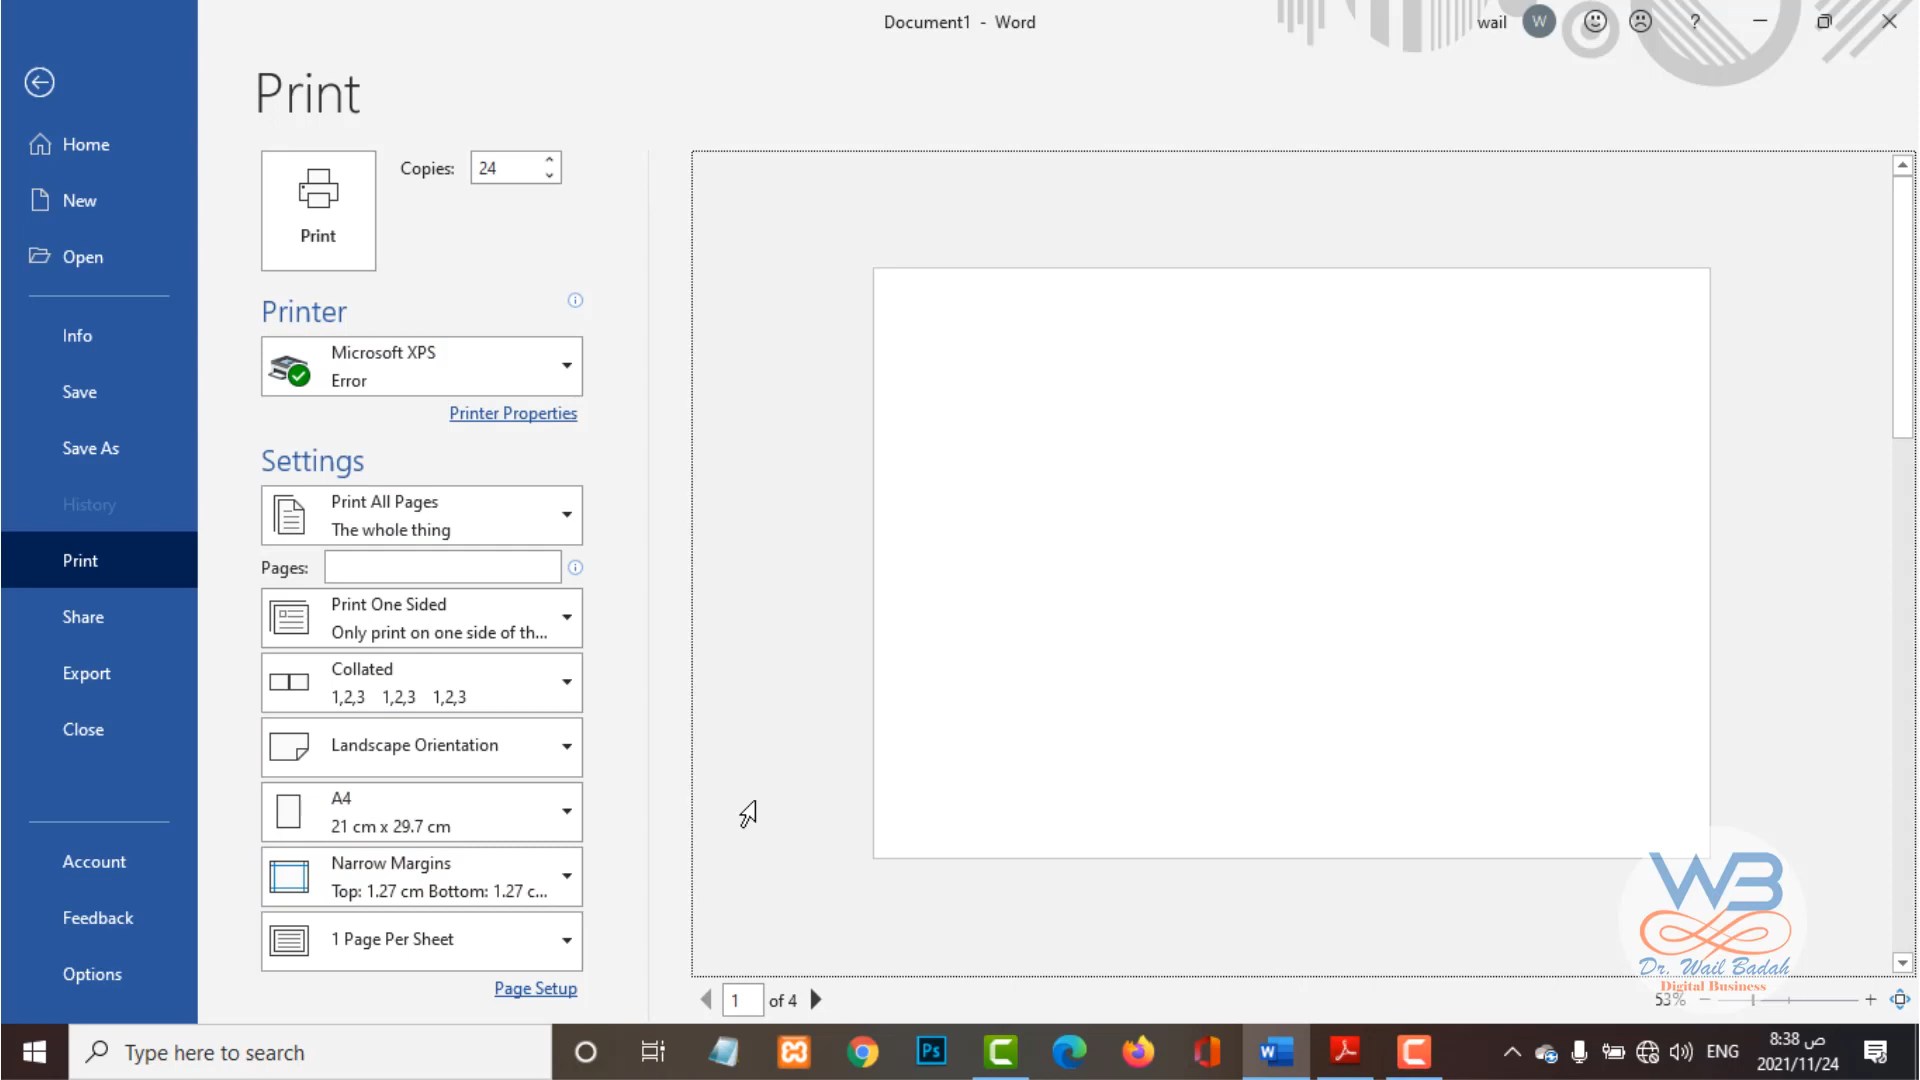 Document1 - Word
wail
W
?
Print
Home
New
Open
Info
Save
Save As
History
Print
Share
Export
Close
Account
Feedback
Options
Print
Copies:
24
Printer
Microsoft XPS
Error
Printer Properties
Settings
Print All Pages
The whole thing
Pages:
Print One Sided
Only print on one side of th...
Collated
1,2,3 1,2,3 1,2,3
Landscape Orientation
A4
21 cm x 29.7 cm
Narrow Margins
Top: 1.27 cm Bottom: 1.27 c...
1 Page Per Sheet
Page Setup
1 of 4
53%
WB
Dr. Wail Badah
Digital Business
Type here to search
Ps
W
ENG
8:38 ص
2021/11/24